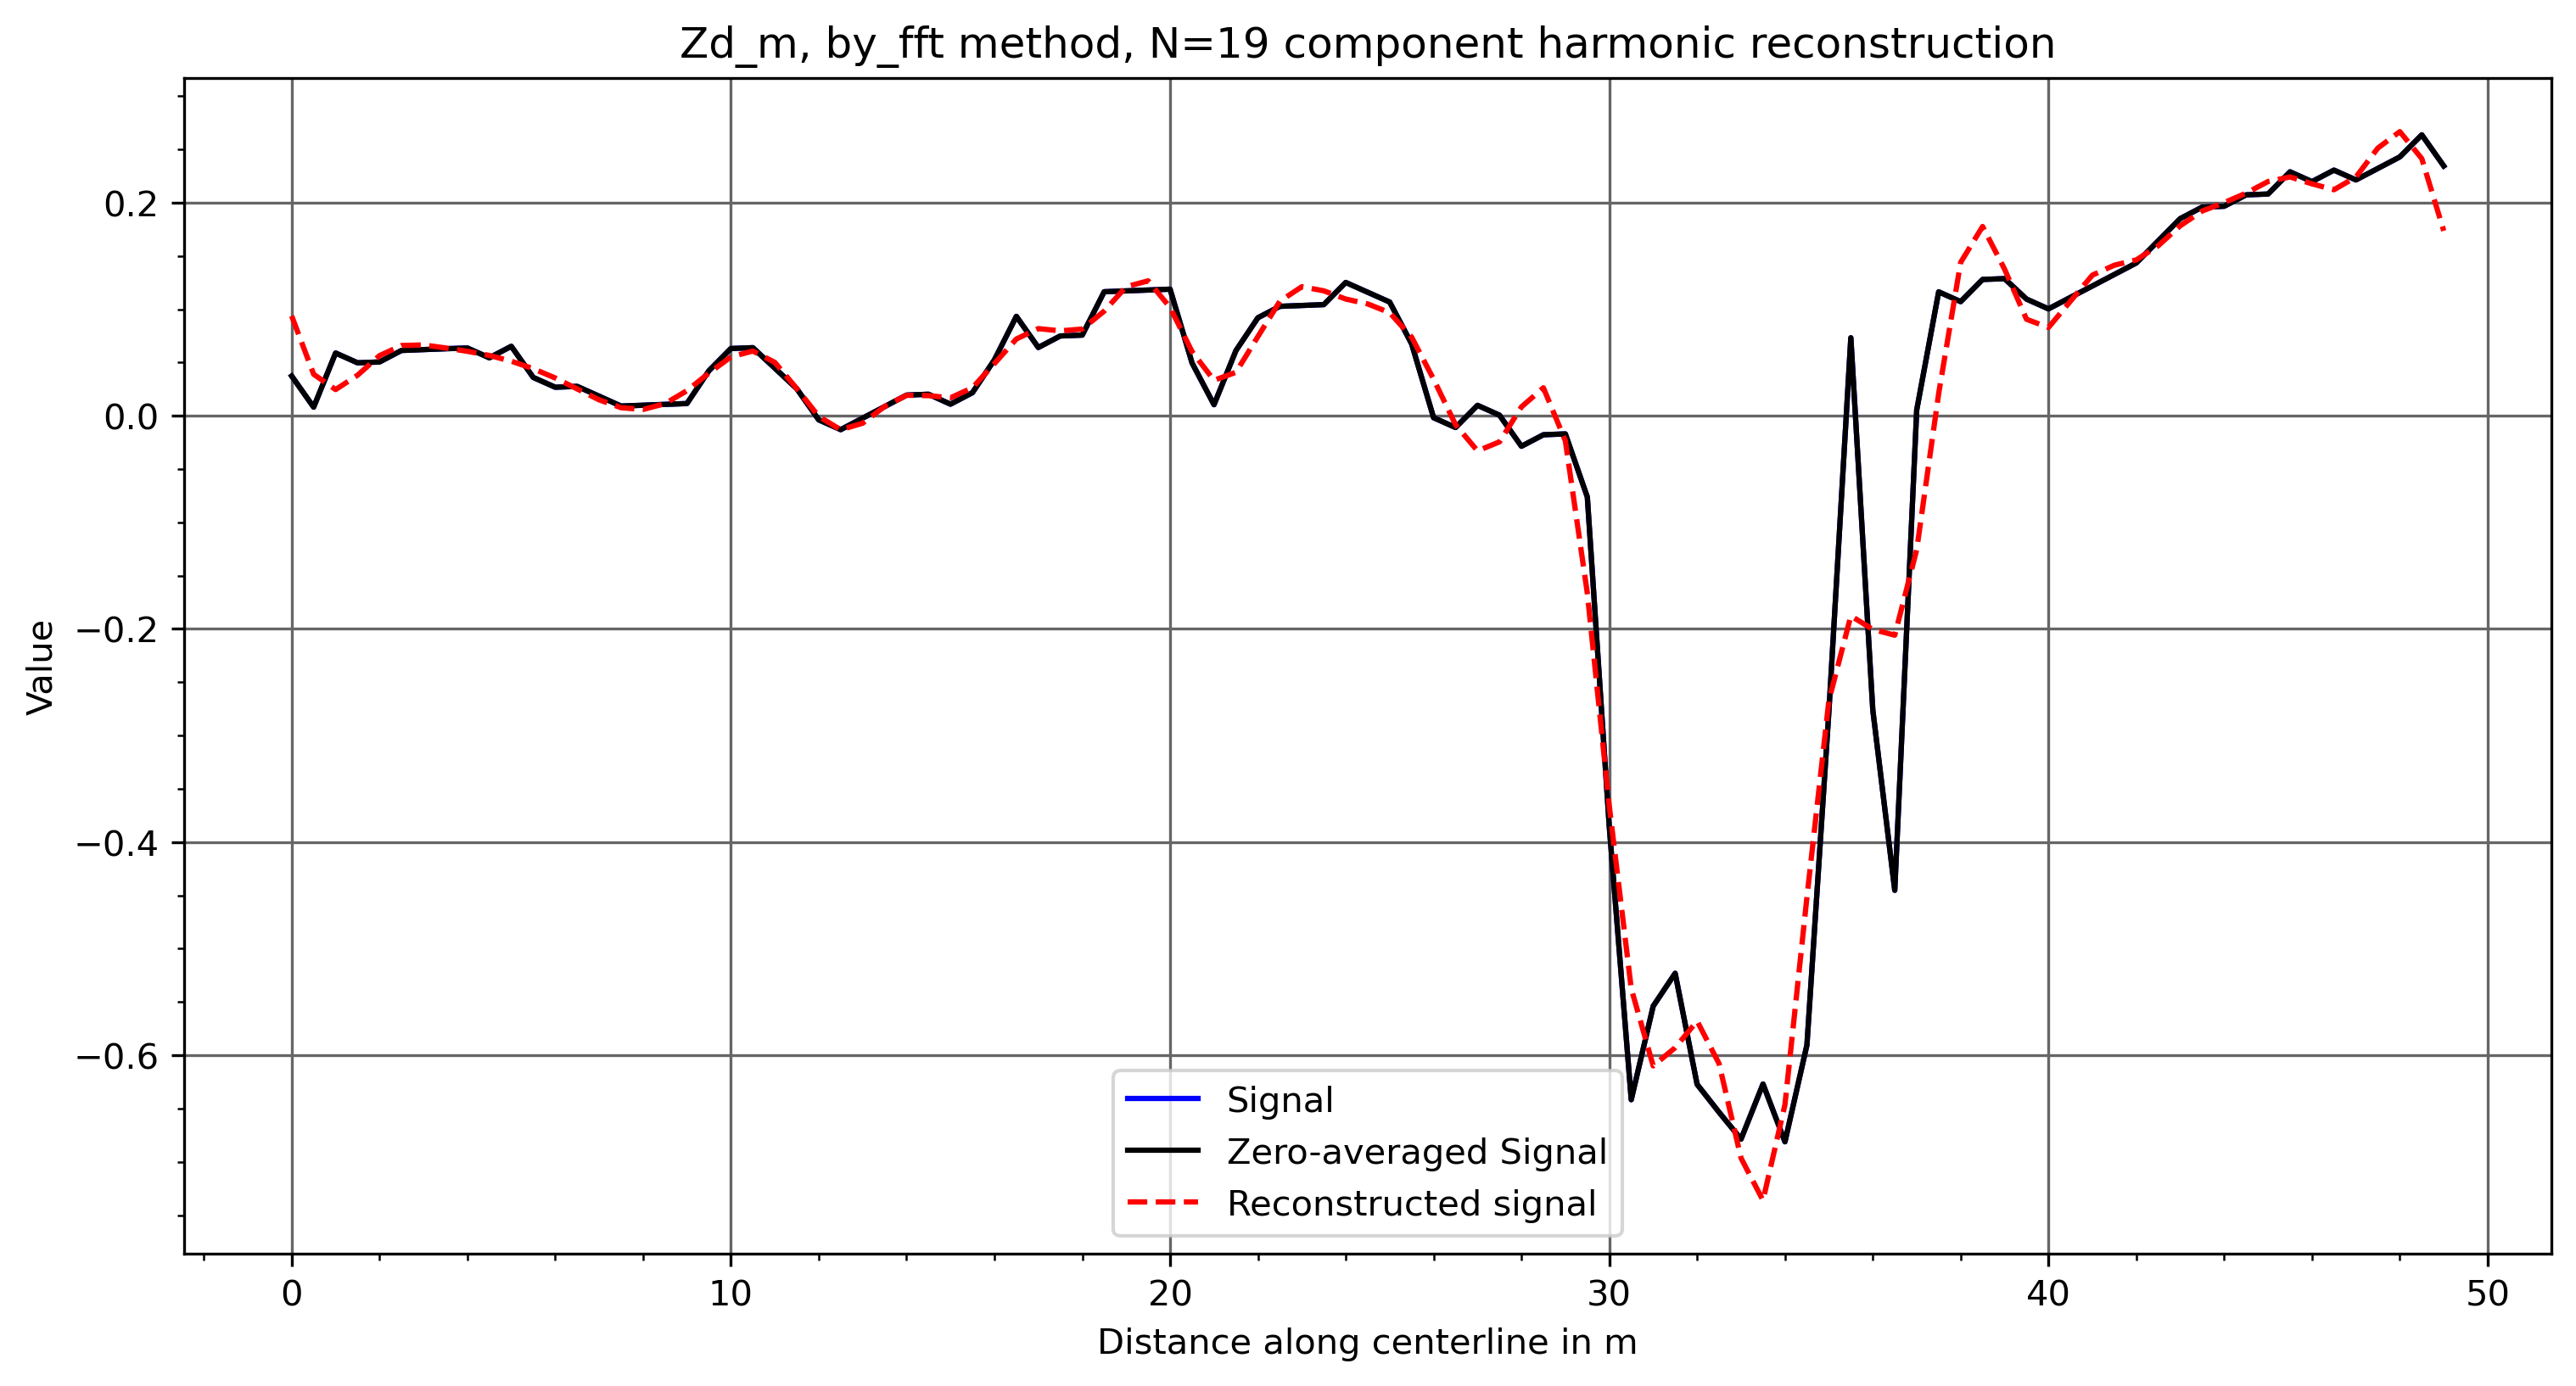 Zd_m, by_fft method, N=19 component harmonic reconstruction
0.2
0.0
−0.2
−0.4
−0.6
Value
Signal
Zero-averaged Signal
Reconstructed signal
0 10 20 30 40 50
Distance along centerline in m